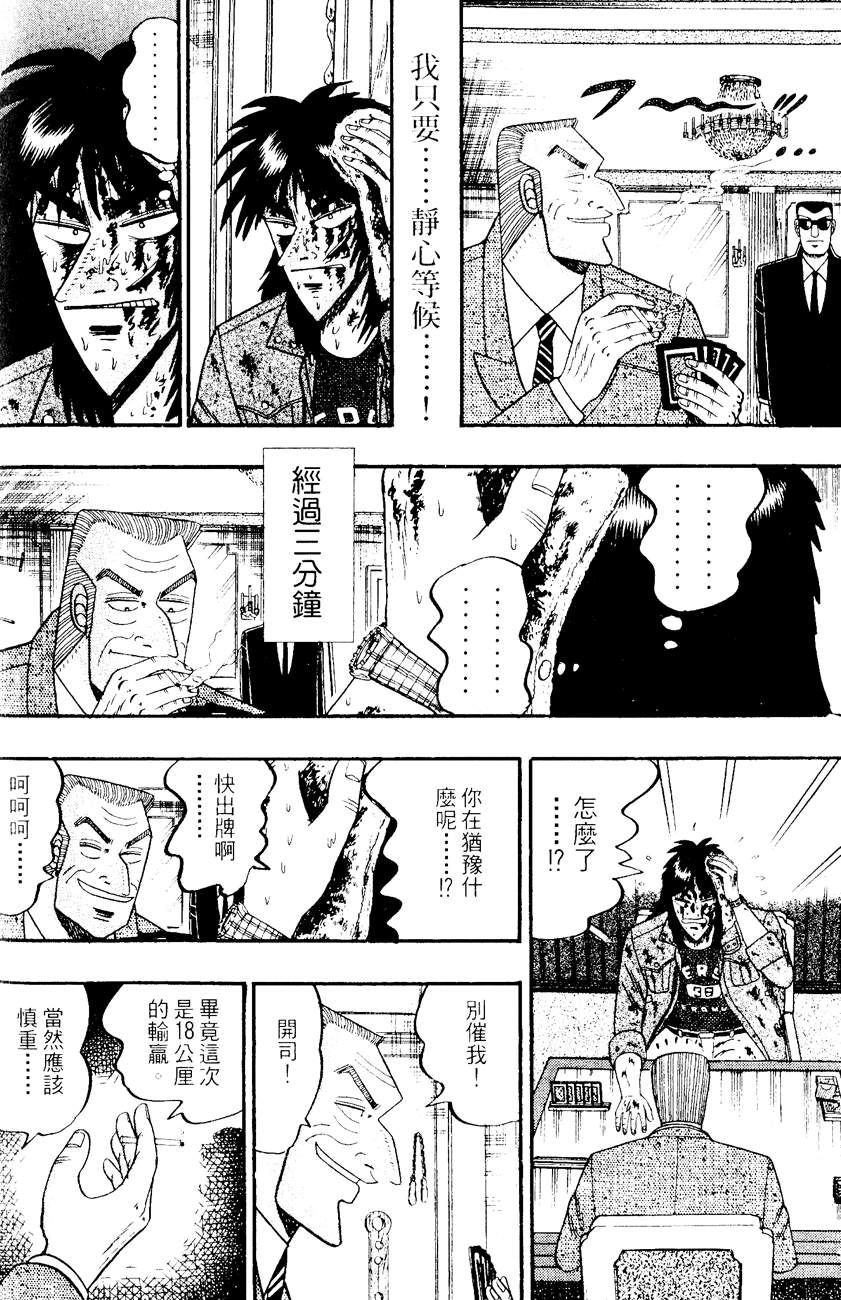 フ～〃
我只要……靜心等候……！
………
………
………
經過三分鐘
怎麼了
……!?
你在猶豫什
麼呢……!?
快出牌啊
……
呵呵呵……
別催我！
開司！
畢竟這次
是18公厘
的輸贏。
當然應該
慎重……
39